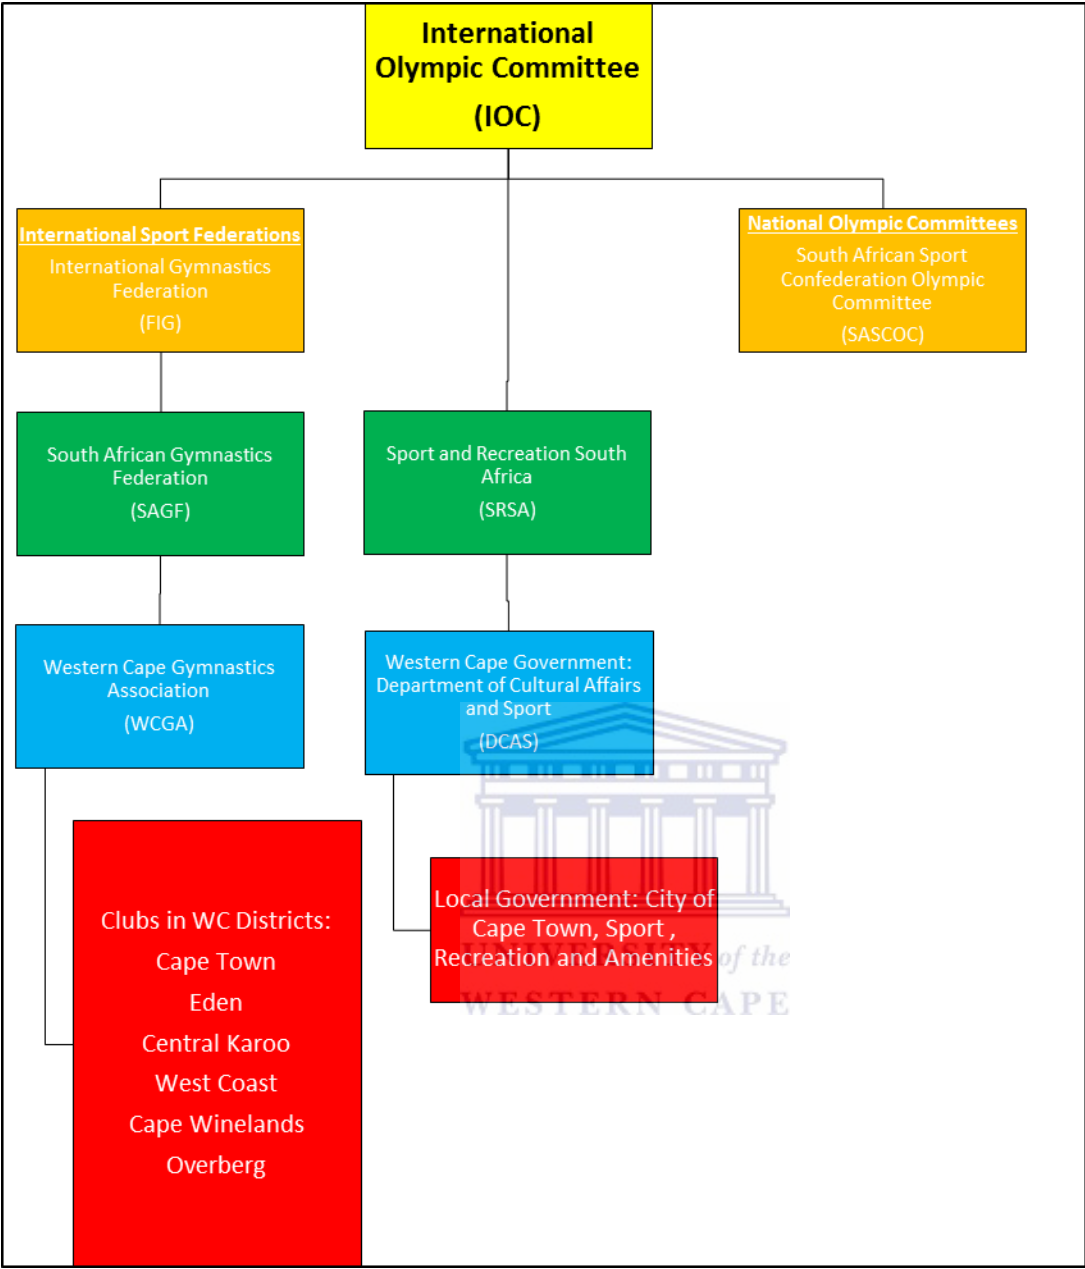 International
Olympic Committee
(IOC)
International Sport Federations
International Gymnastics
Federation
(FIG)
National Olympic Committees
South African Sport
Confederation Olympic
Committee
(SASCOC)
South African Gymnastics
Federation
(SAGF)
Sport and Recreation South
Africa
(SRSA)
Western Cape Gymnastics
Association
(WCGA)
Western Cape Government:
Department of Cultural Affairs
and Sport
(DCAS)
Clubs in WC Districts:
Cape Town
Eden
Central Karoo
West Coast
Cape Winelands
Overberg
Local Government: City of
Cape Town, Sport ,
Recreation and Amenities
UNIVERSITY of the
WESTERN CAPE